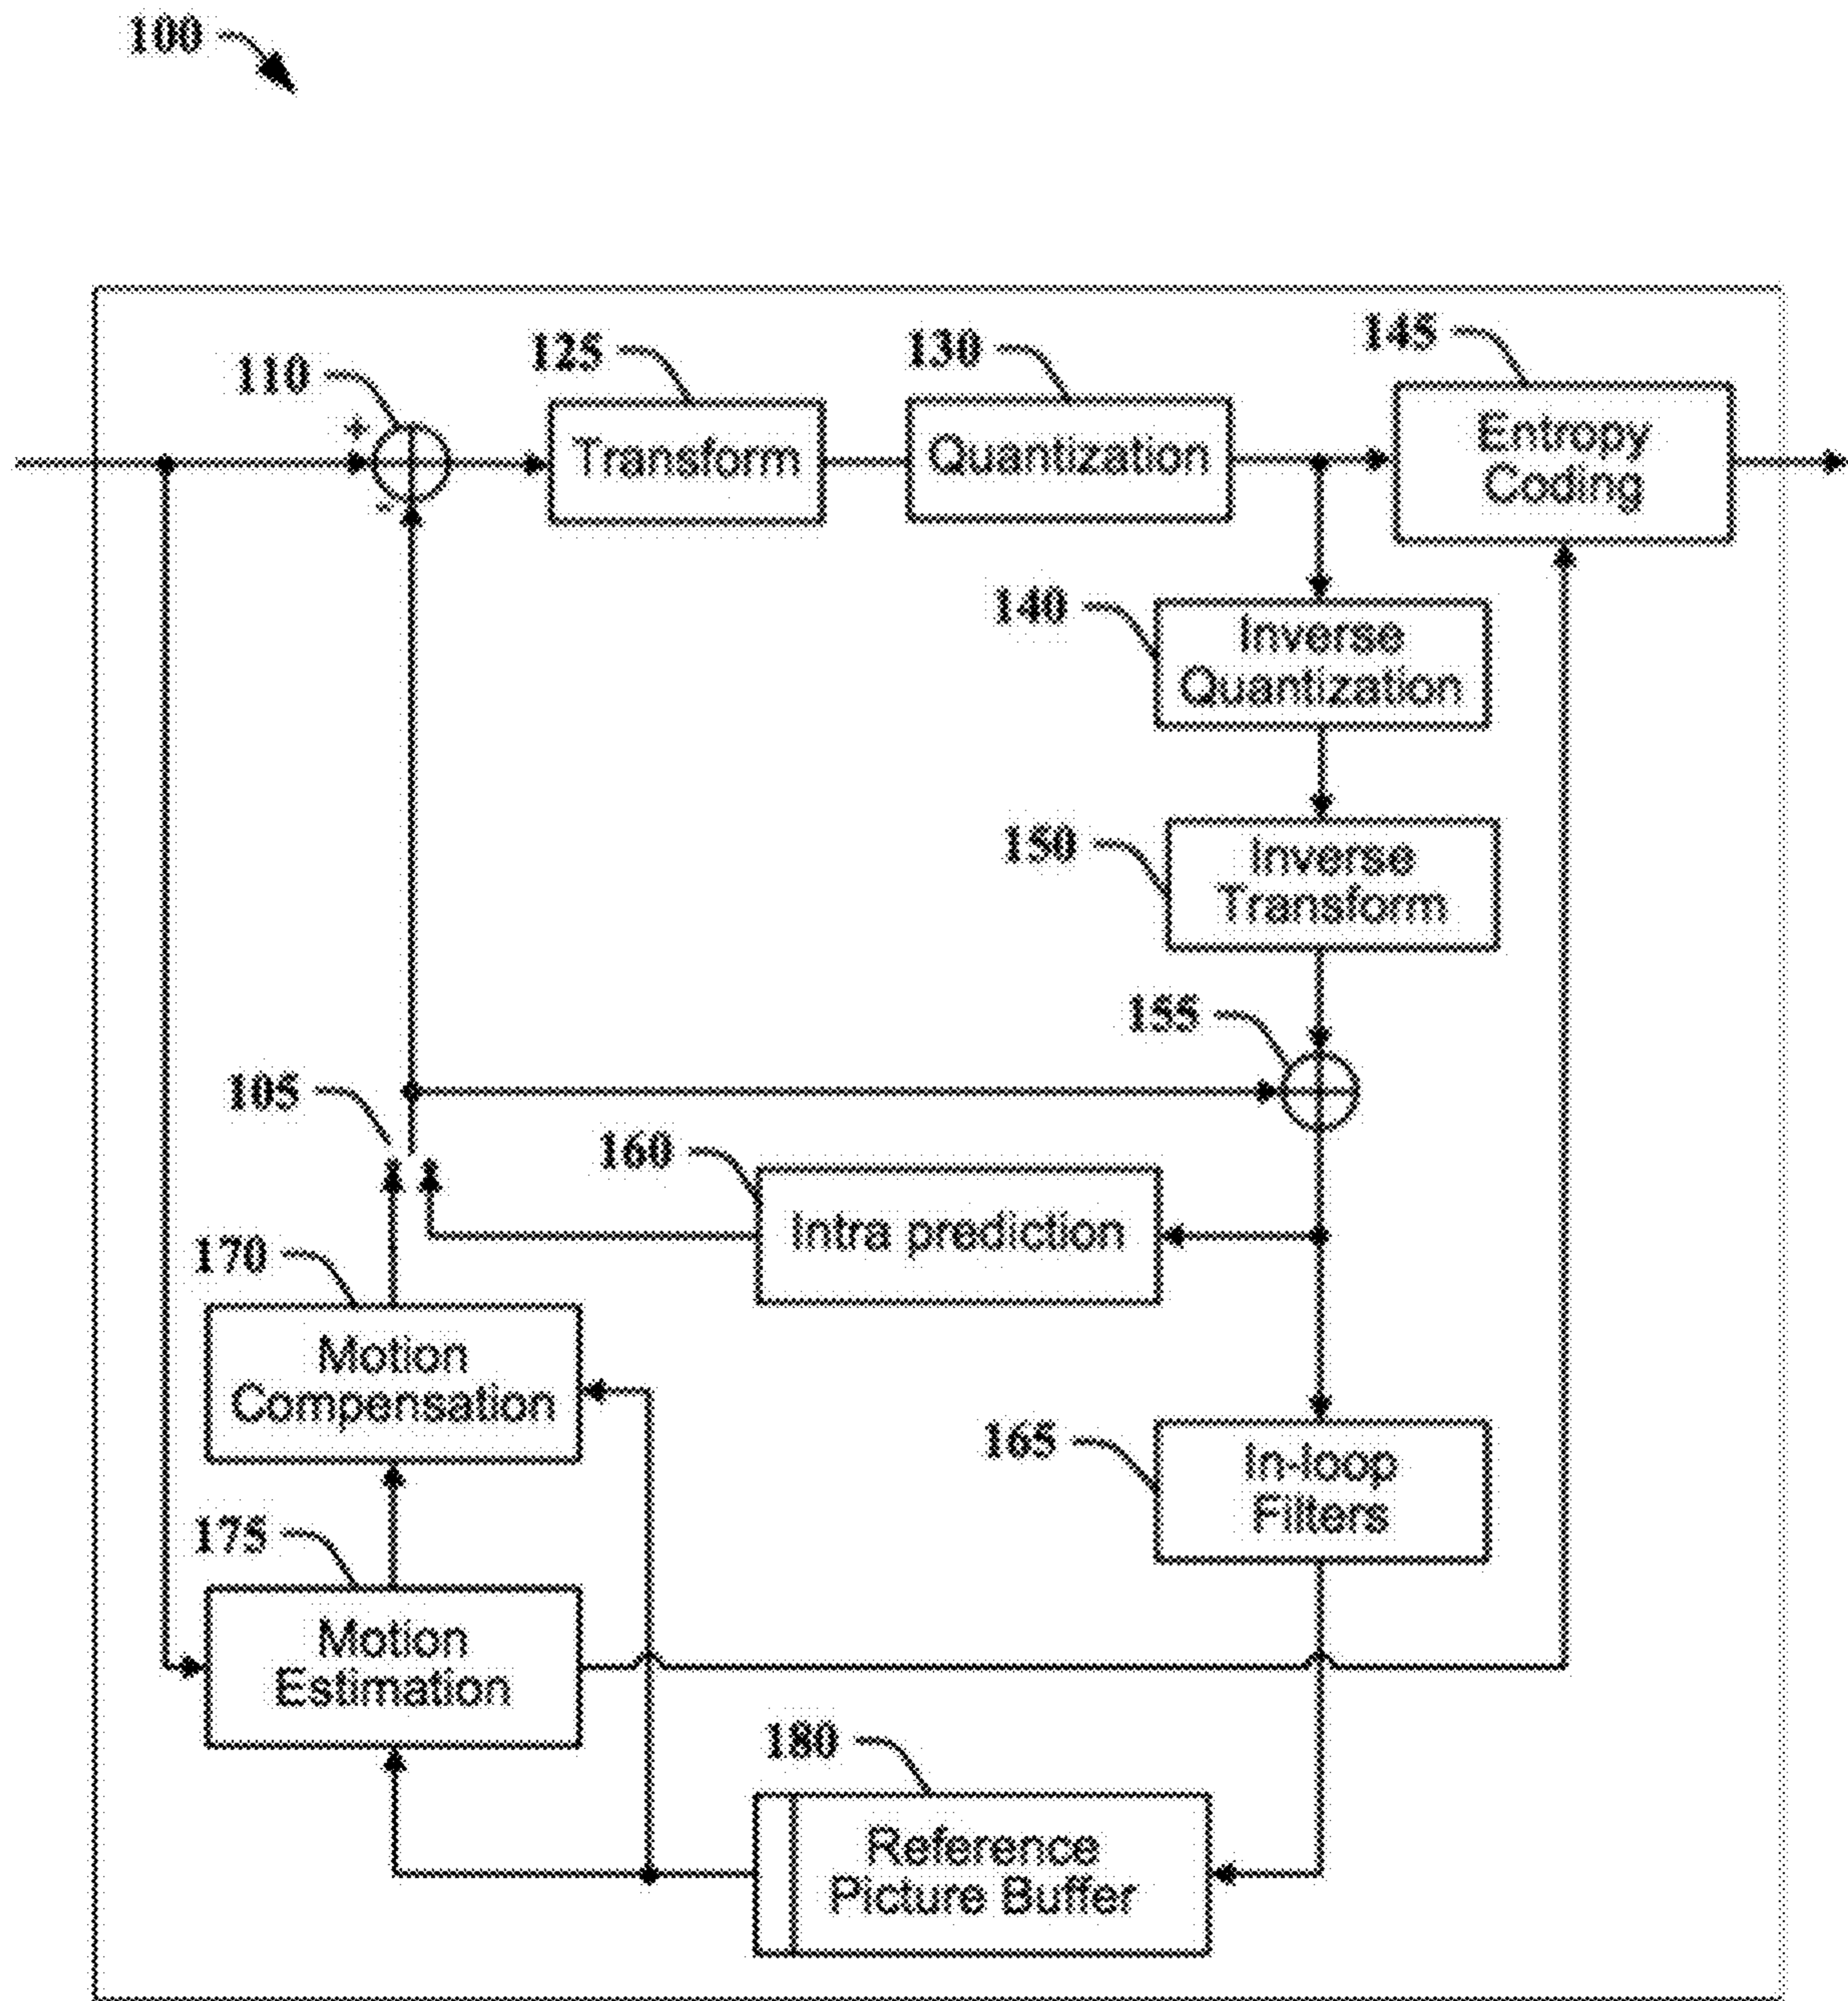 100
110
125
130
145
+
-
Transform
Quantization
Entropy
Coding
140
Inverse
Quantization
150
Inverse
Transform
155
105
160
Intra prediction
170
Motion
Compensation
165
In-loop
Filters
175
Motion
Estimation
180
Reference
Picture Buffer